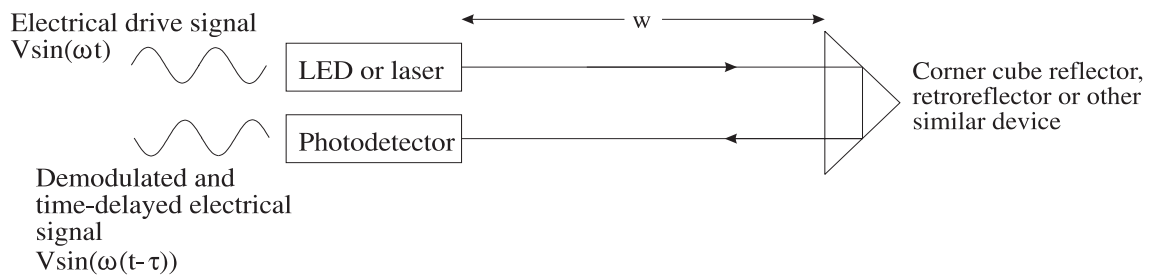 Electrical drive signal
Vsin(ωt)
w
LED or laser
Corner cube reflector,
retroreflector or other
similar device
Photodetector
Demodulated and
time-delayed electrical
signal
Vsin(ω(t-τ))